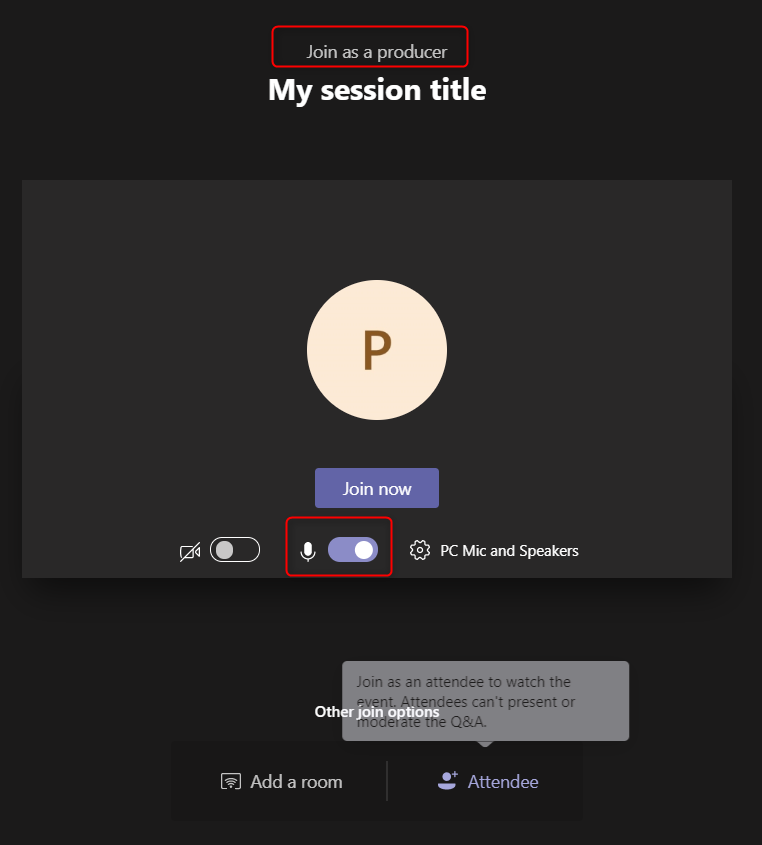 Join as a producer
My session title
P
Join now
PC Mic and Speakers
Join as an attendee to watch the
event. Attendees can't present or
moderate the Q&A.
Other join options
Add a room
Attendee